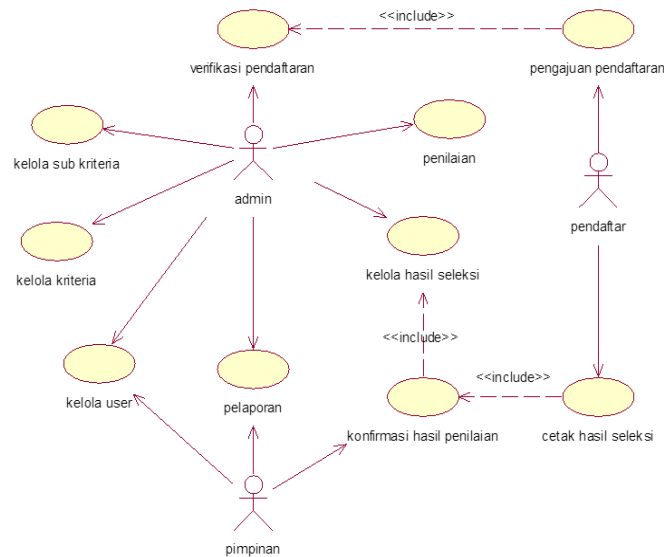 <<include>>
verifikasi pendaftaran
pengajuan pendaftaran
kelola sub kriteria
penilaian
admin
pendaftar
kelola kriteria
kelola hasil seleksi
<<include>>
<<include>>
kelola user
pelaporan
konfirmasi hasil penilaian
cetak hasil seleksi
pimpinan